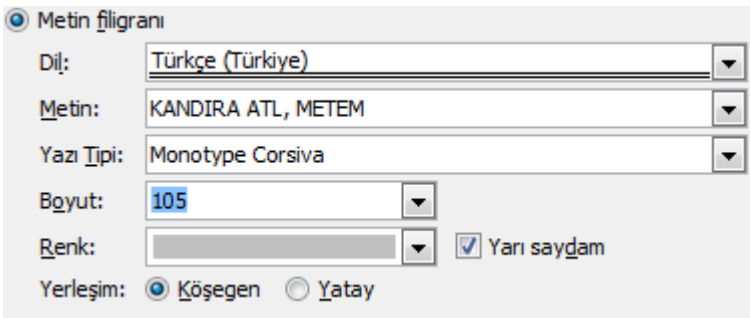 Metin filigranı
Dil: Türkçe (Türkiye)
Metin: KANDIRA ATL, METEM
Yazı Tipi: Monotype Corsiva
Boyut: 105
Renk: Yarı saydam
Yerleşim: Köşegen Yatay